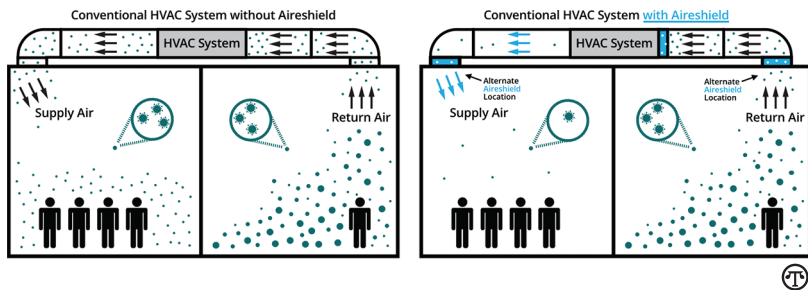 Conventional HVAC System without Aireshield
HVAC System
Supply Air
Return Air
Conventional HVAC System with Aireshield
HVAC System
Alternate
Aireshield
Location
Supply Air
Alternate
Aireshield
Location
Return Air